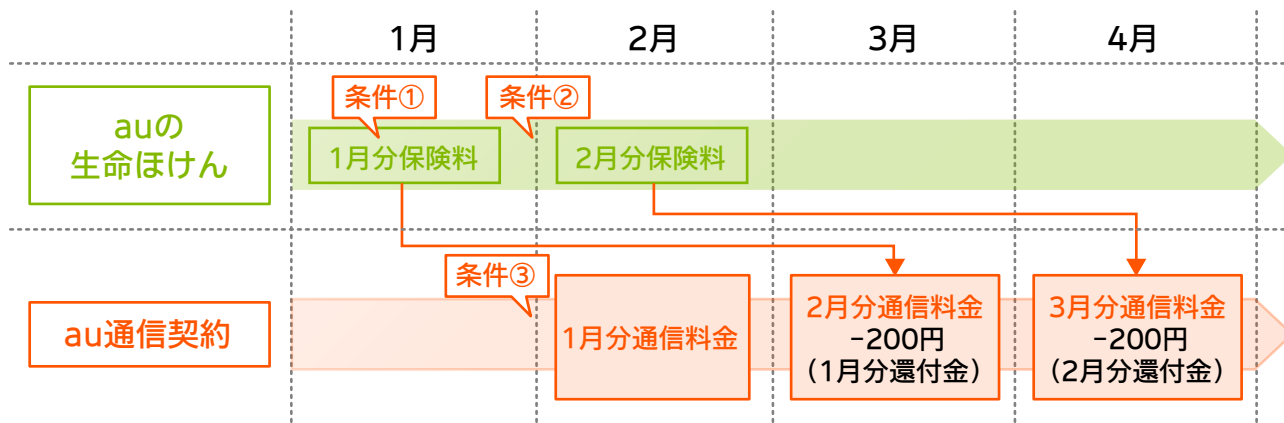 1月
2月
3月
4月
auの
生命ほけん
条件①
条件②
1月分保険料
2月分保険料
au通信契約
条件③
1月分通信料金
2月分通信料金
-200円
(1月分還付金)
3月分通信料金
-200円
(2月分還付金)